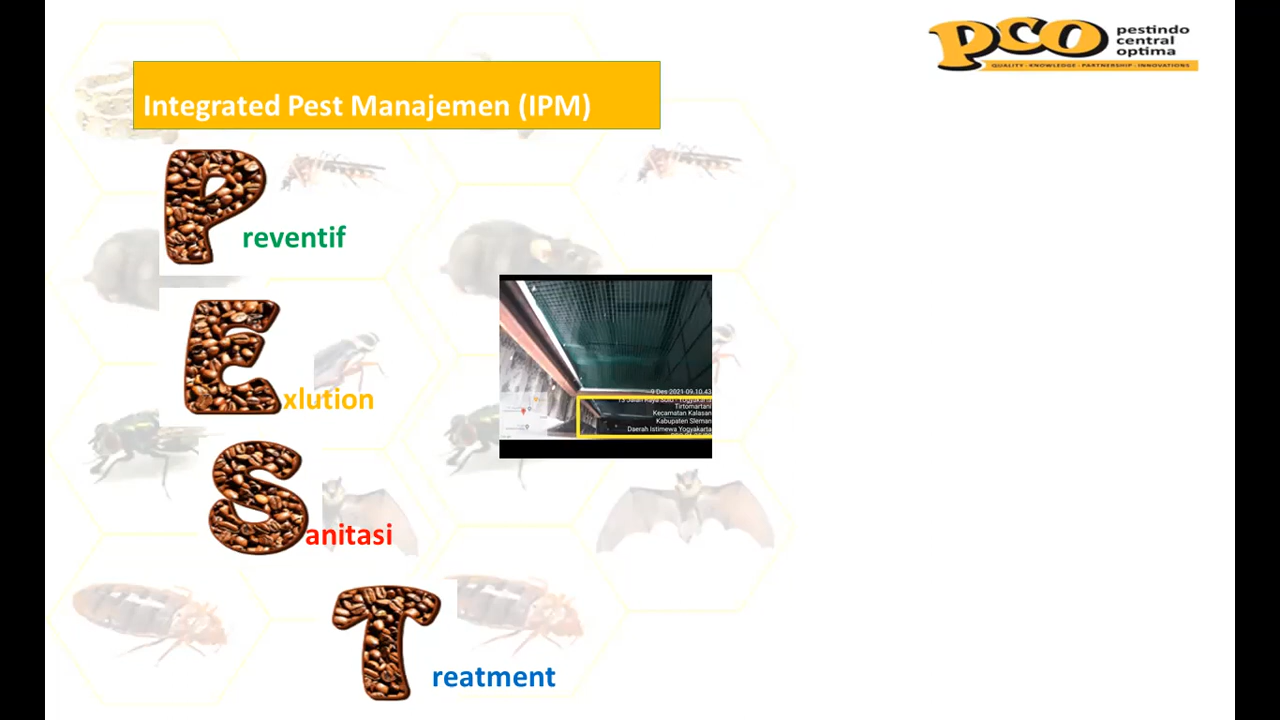 pco
pestindo
central
optima
QUALITY - KNOWLEDGE - PARTNERSHIP - INNOVATIONS
Integrated Pest Manajemen (IPM)
Preventif
Exlution
Sanitasi
Treatment
9 Des 2021 09.10.43
Tirtomartani
Kecamatan Kalasan
Kabupaten Sleman
Daerah Istimewa Yogyakarta